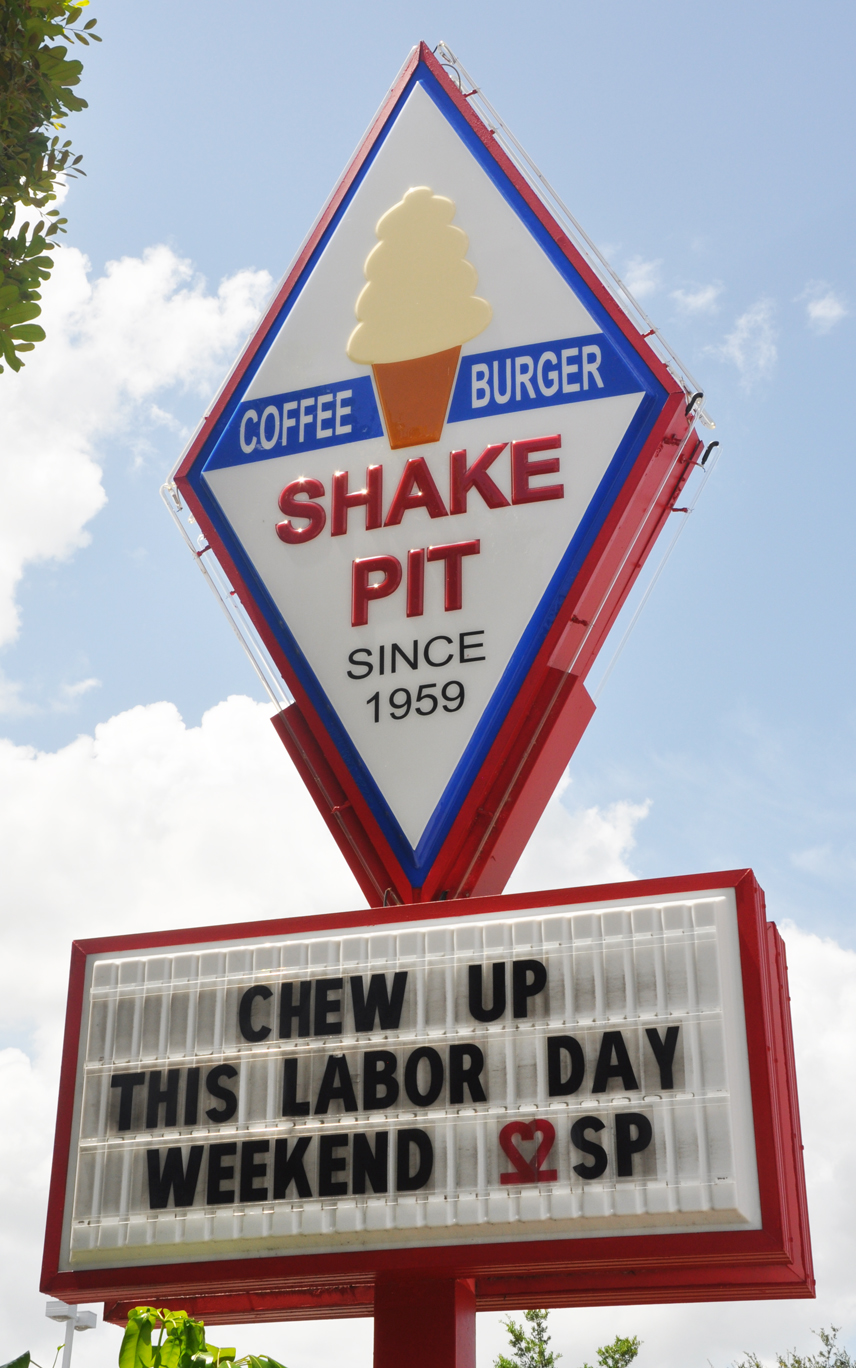 COFFEE BURGER
SHAKE
PIT
SINCE
1959
CHEW UP
THIS LABOR DAY
WEEKEND ♥SP